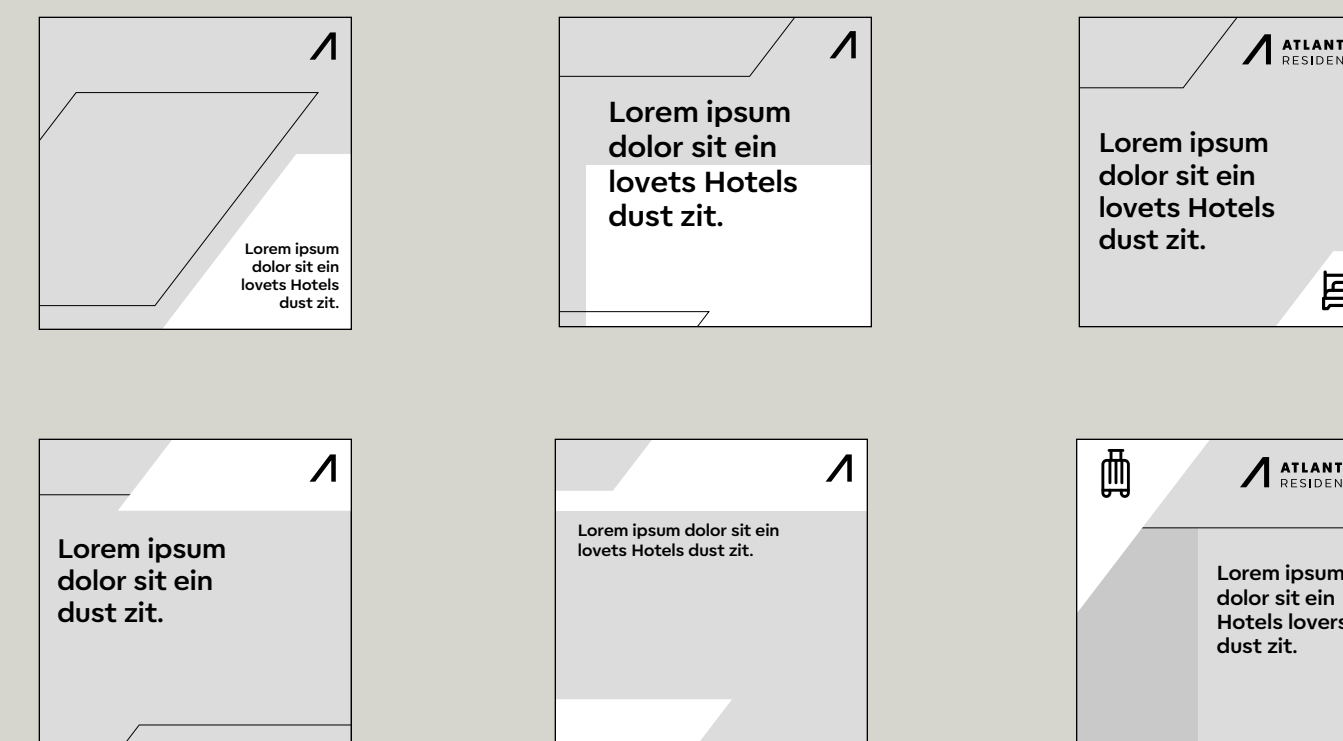 Lorem ipsum
dolor sit ein
lovets Hotels
dust zit.
Lorem ipsum
dolor sit ein
lovets Hotels
dust zit.
ATLANT
RESIDEN
Lorem ipsum
dolor sit ein
lovets Hotels
dust zit.
Lorem ipsum
dolor sit ein
dust zit.
Lorem ipsum dolor sit ein
lovets Hotels dust zit.
ATLANT
RESIDEN
Lorem ipsum
dolor sit ein
Hotels lovers
dust zit.